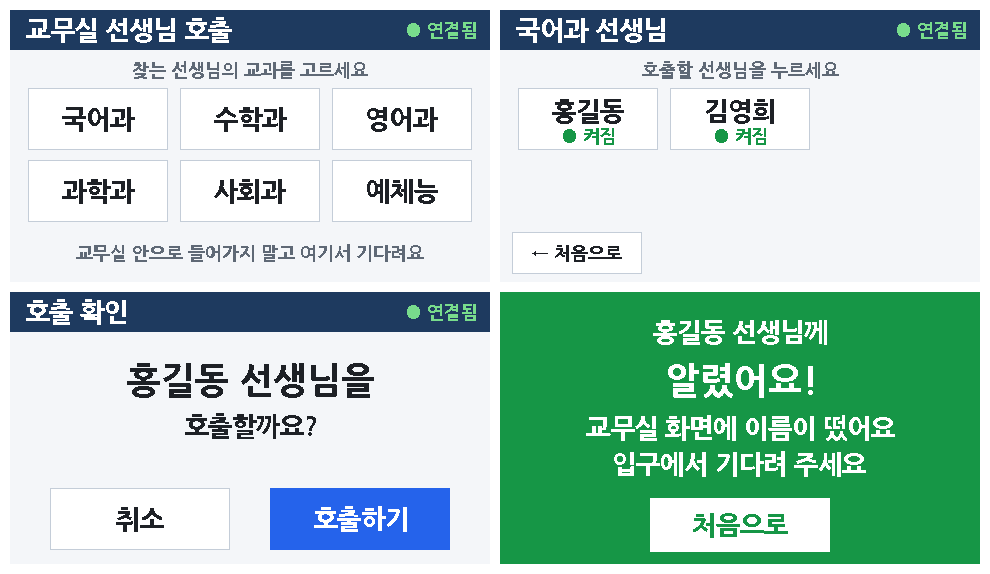 교무실 선생님 호출
● 연결됨
찾는 선생님의 교과를 고르세요
국어과 수학과 영어과
과학과 사회과 예체능
교무실 안으로 들어가지 말고 여기서 기다려요
국어과 선생님
● 연결됨
호출할 선생님을 누르세요
홍길동 김영희
● 켜짐 ● 켜짐
← 처음으로
호출 확인
● 연결됨
홍길동 선생님을
호출할까요?
취소 호출하기
홍길동 선생님께
알렸어요!
교무실 화면에 이름이 떴어요
입구에서 기다려 주세요
처음으로